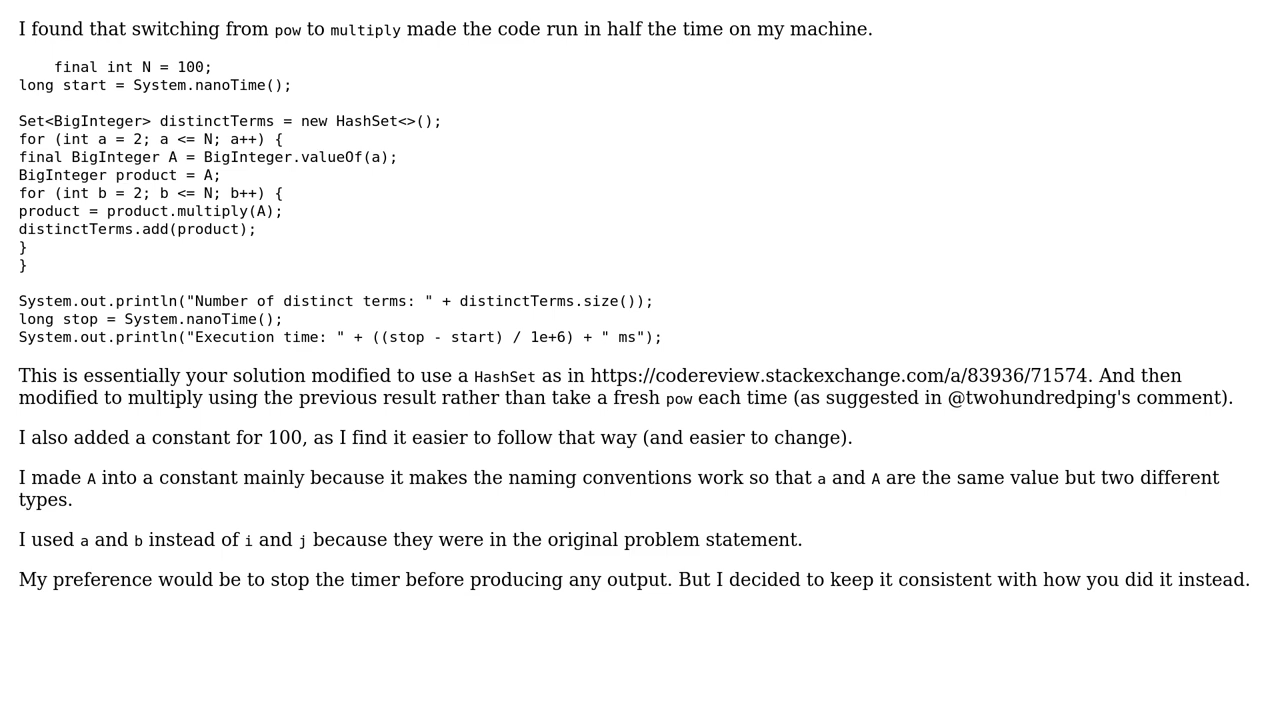 I found that switching from pow to multiply made the code run in half the time on my machine.
    final int N = 100;
long start = System.nanoTime();
Set<BigInteger> distinctTerms = new HashSet<>();
for (int a = 2; a <= N; a++) {
final BigInteger A = BigInteger.valueOf(a);
BigInteger product = A;
for (int b = 2; b <= N; b++) {
product = product.multiply(A);
distinctTerms.add(product);
}
}
System.out.println("Number of distinct terms: " + distinctTerms.size());
long stop = System.nanoTime();
System.out.println("Execution time: " + ((stop - start) / 1e+6) + " ms");
This is essentially your solution modified to use a HashSet as in https://codereview.stackexchange.com/a/83936/71574. And then
modified to multiply using the previous result rather than take a fresh pow each time (as suggested in @twohundredping's comment).
I also added a constant for 100, as I find it easier to follow that way (and easier to change).
I made A into a constant mainly because it makes the naming conventions work so that a and A are the same value but two different
types.
I used a and b instead of i and j because they were in the original problem statement.
My preference would be to stop the timer before producing any output. But I decided to keep it consistent with how you did it instead.